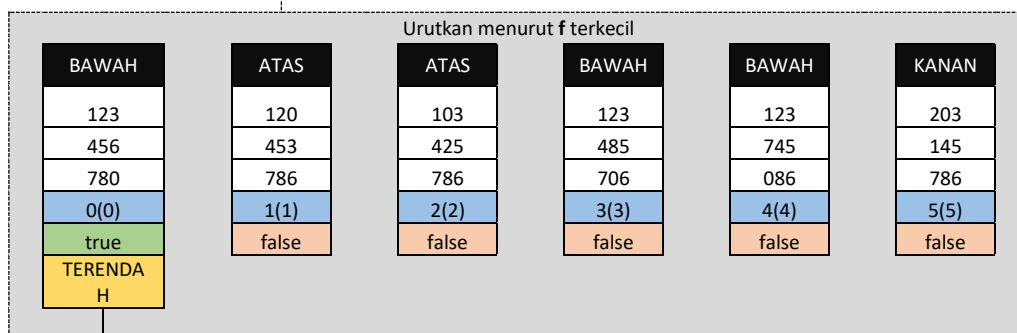 Urutkan menurut f terkecil
BAWAH ATAS ATAS BAWAH BAWAH KANAN
123 120 103 123 123 203
456 453 425 485 745 145
780 786 786 706 086 786
0(0) 1(1) 2(2) 3(3) 4(4) 5(5)
true false false false false false
TERENDA
H